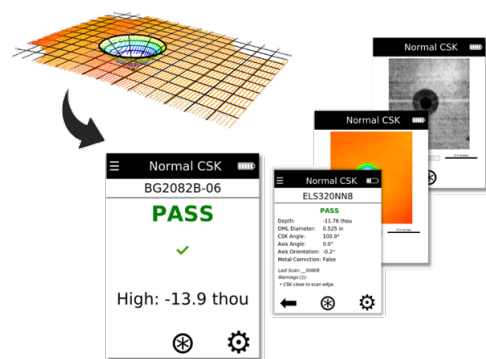 Normal CSK
Normal CSK
Normal CSK
BG2082B-06
PASS
High: -13.9 thou
Normal CSK
ELS320NN8
PASS
Depth: -11.76 thou
OML Diameter: 0.525 in
CSK Angle: 100.9°
Axis Angle: 0.0°
Axis Orientation: -0.2°
Metal Correction: False
Last Scan: __00008
Warnings (1):
• CSK close to scan edge.